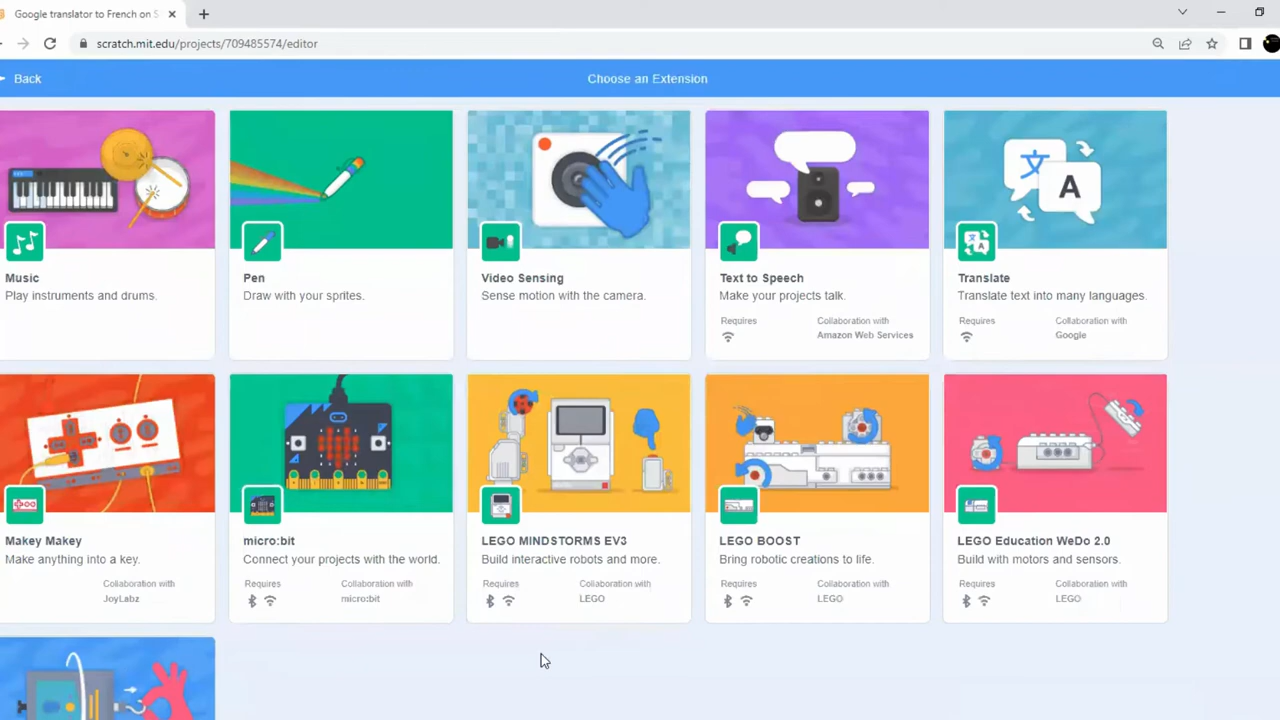 Google translator to French on S
scratch.mit.edu/projects/709485574/editor
Back
Choose an Extension
文
A
Music
Play instruments and drums.
Pen
Draw with your sprites.
Video Sensing
Sense motion with the camera.
Text to Speech
Make your projects talk.
Requires
Collaboration with
Amazon Web Services
Translate
Translate text into many languages.
Requires
Collaboration with
Google
Makey Makey
Make anything into a key.
Collaboration with
JoyLabz
micro:bit
Connect your projects with the world.
Requires
Collaboration with
micro:bit
LEGO MINDSTORMS EV3
Build interactive robots and more.
Requires
Collaboration with
LEGO
LEGO BOOST
Bring robotic creations to life.
Requires
Collaboration with
LEGO
LEGO Education WeDo 2.0
Build with motors and sensors.
Requires
Collaboration with
LEGO